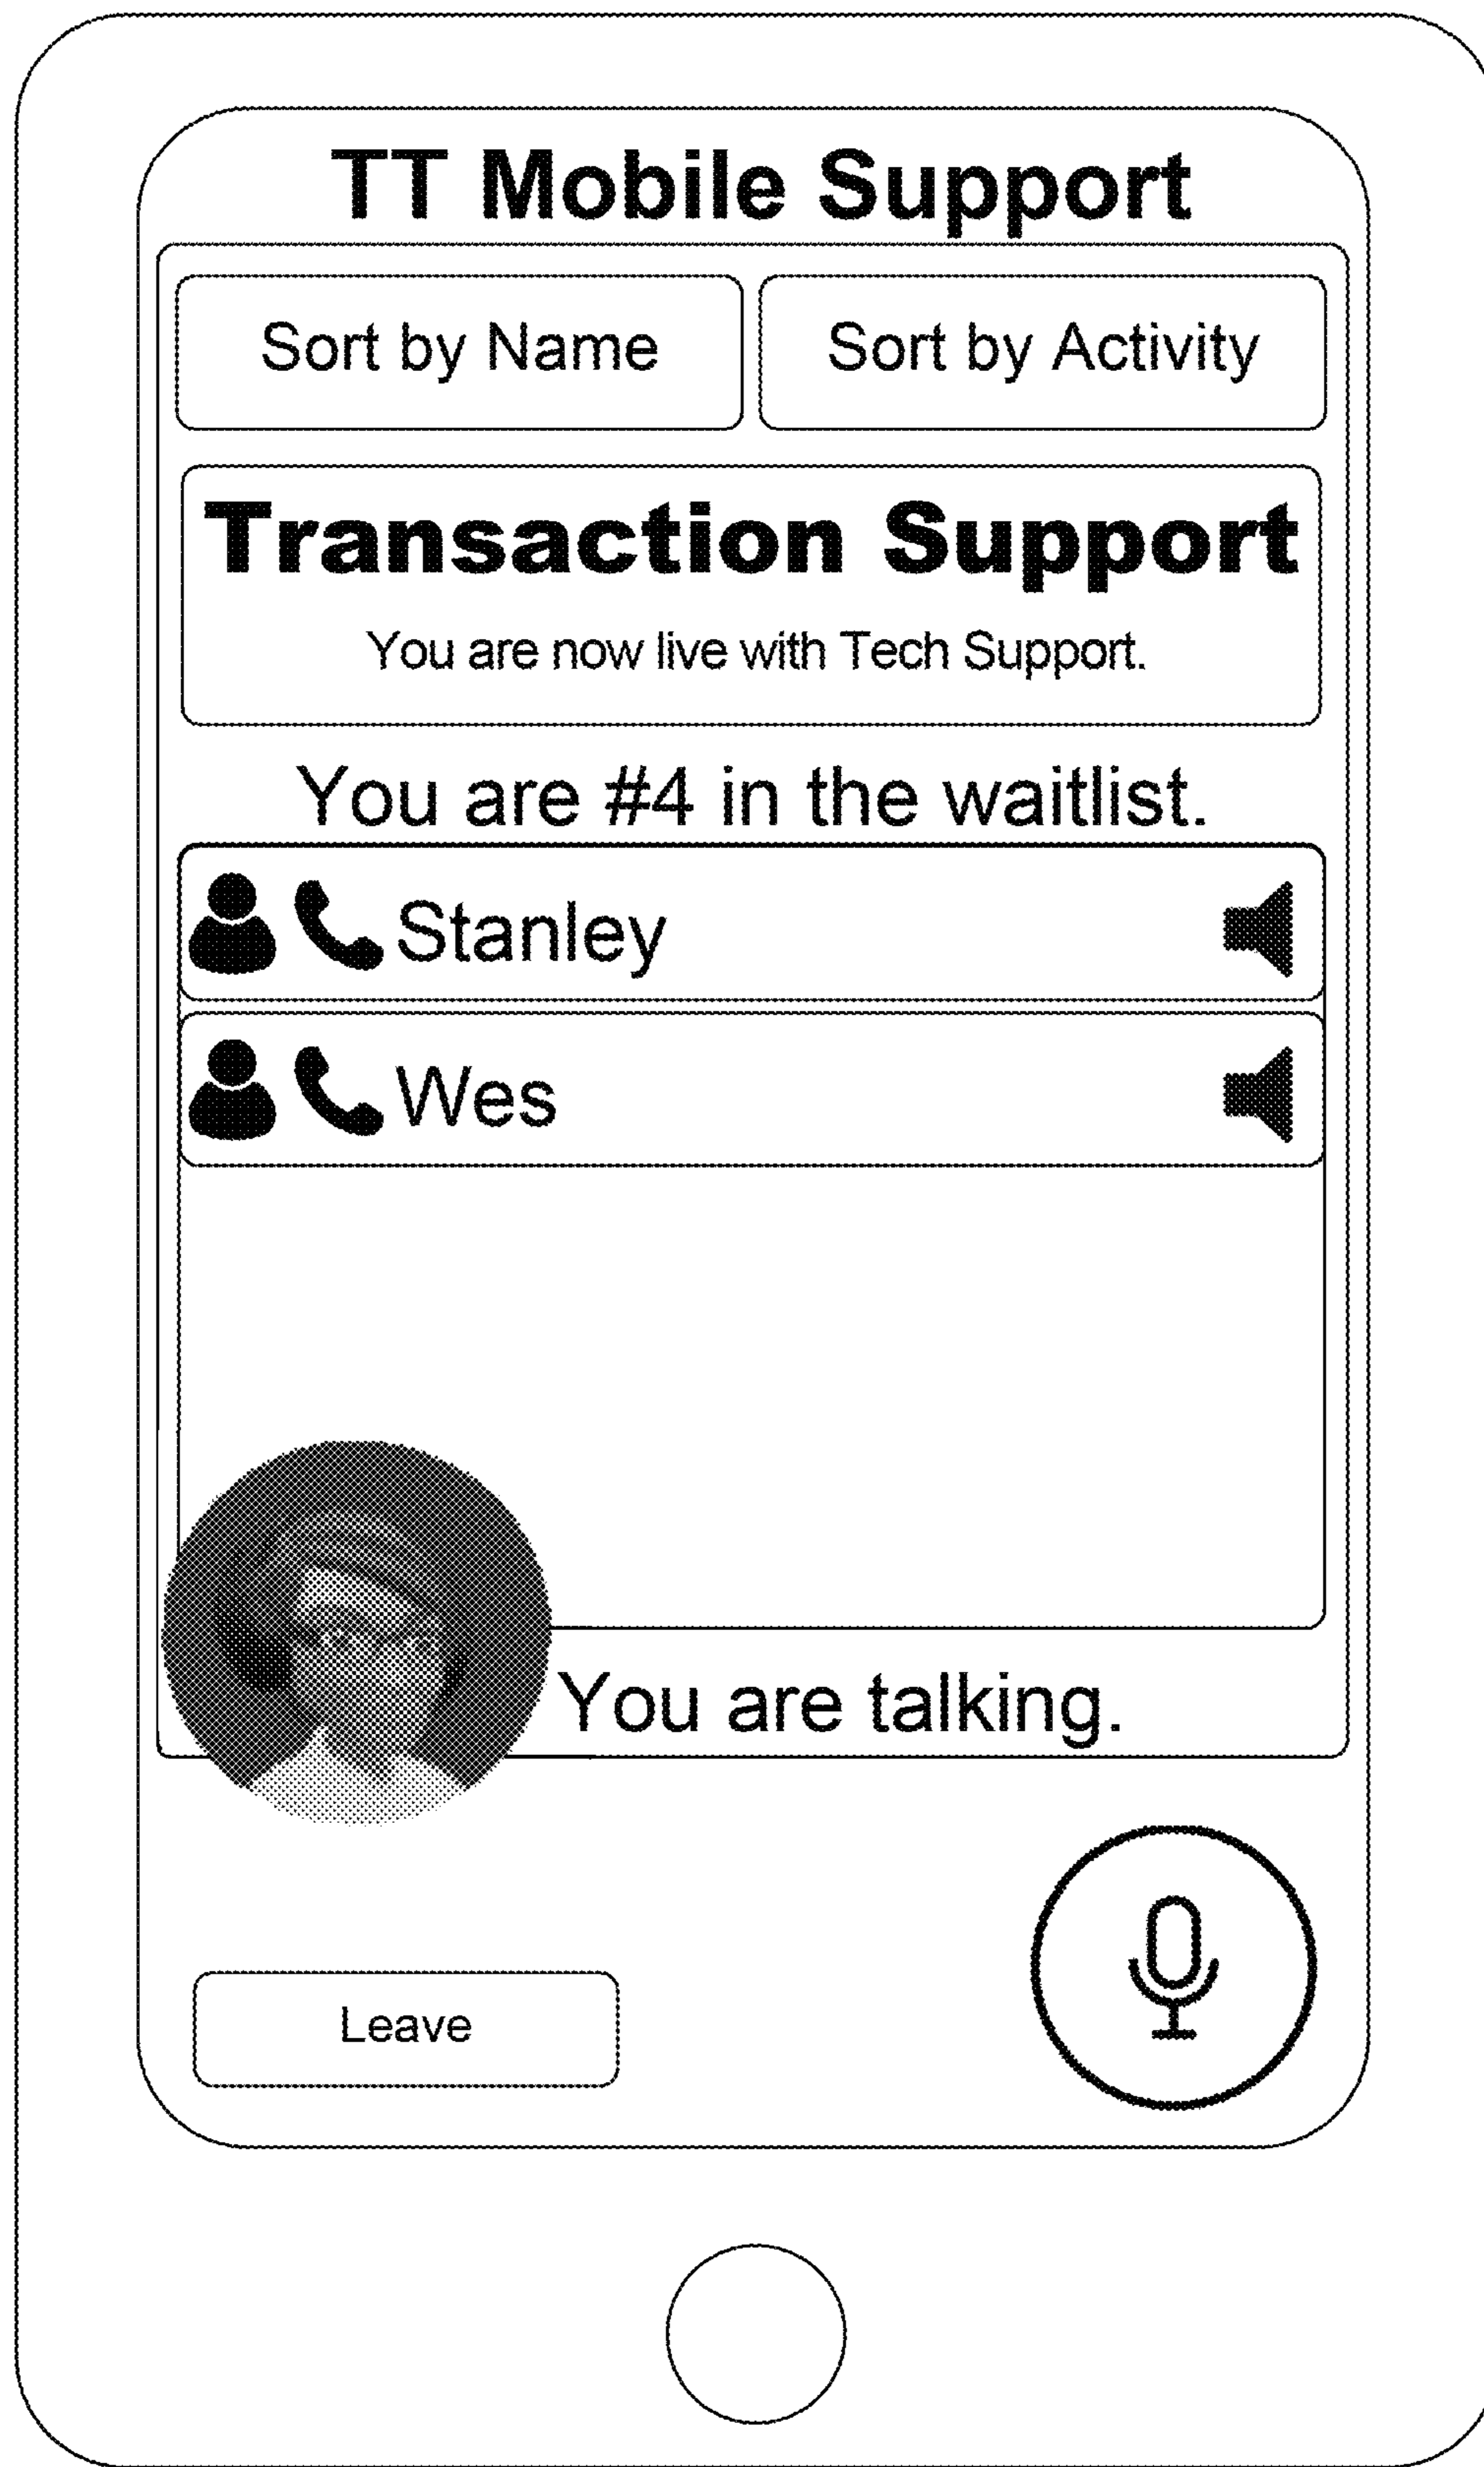 TT Mobile Support
Sort by Name Sort by Activity
Transaction Support
You are now live with Tech Support.
You are #4 in the waitlist.
Stanley
Wes
You are talking.
Leave